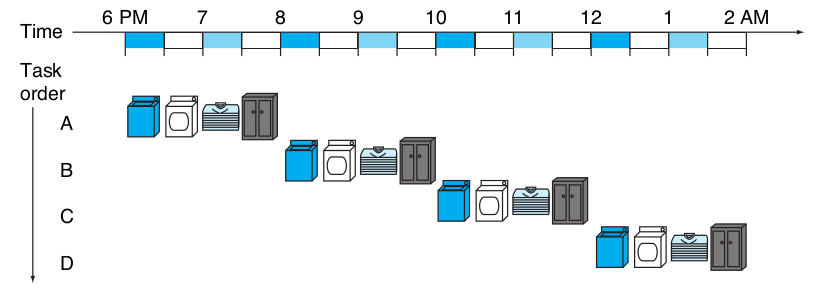 6 PM 7 8 9 10 11 12 1 2 AM
Time
Task
order
A
B
C
D